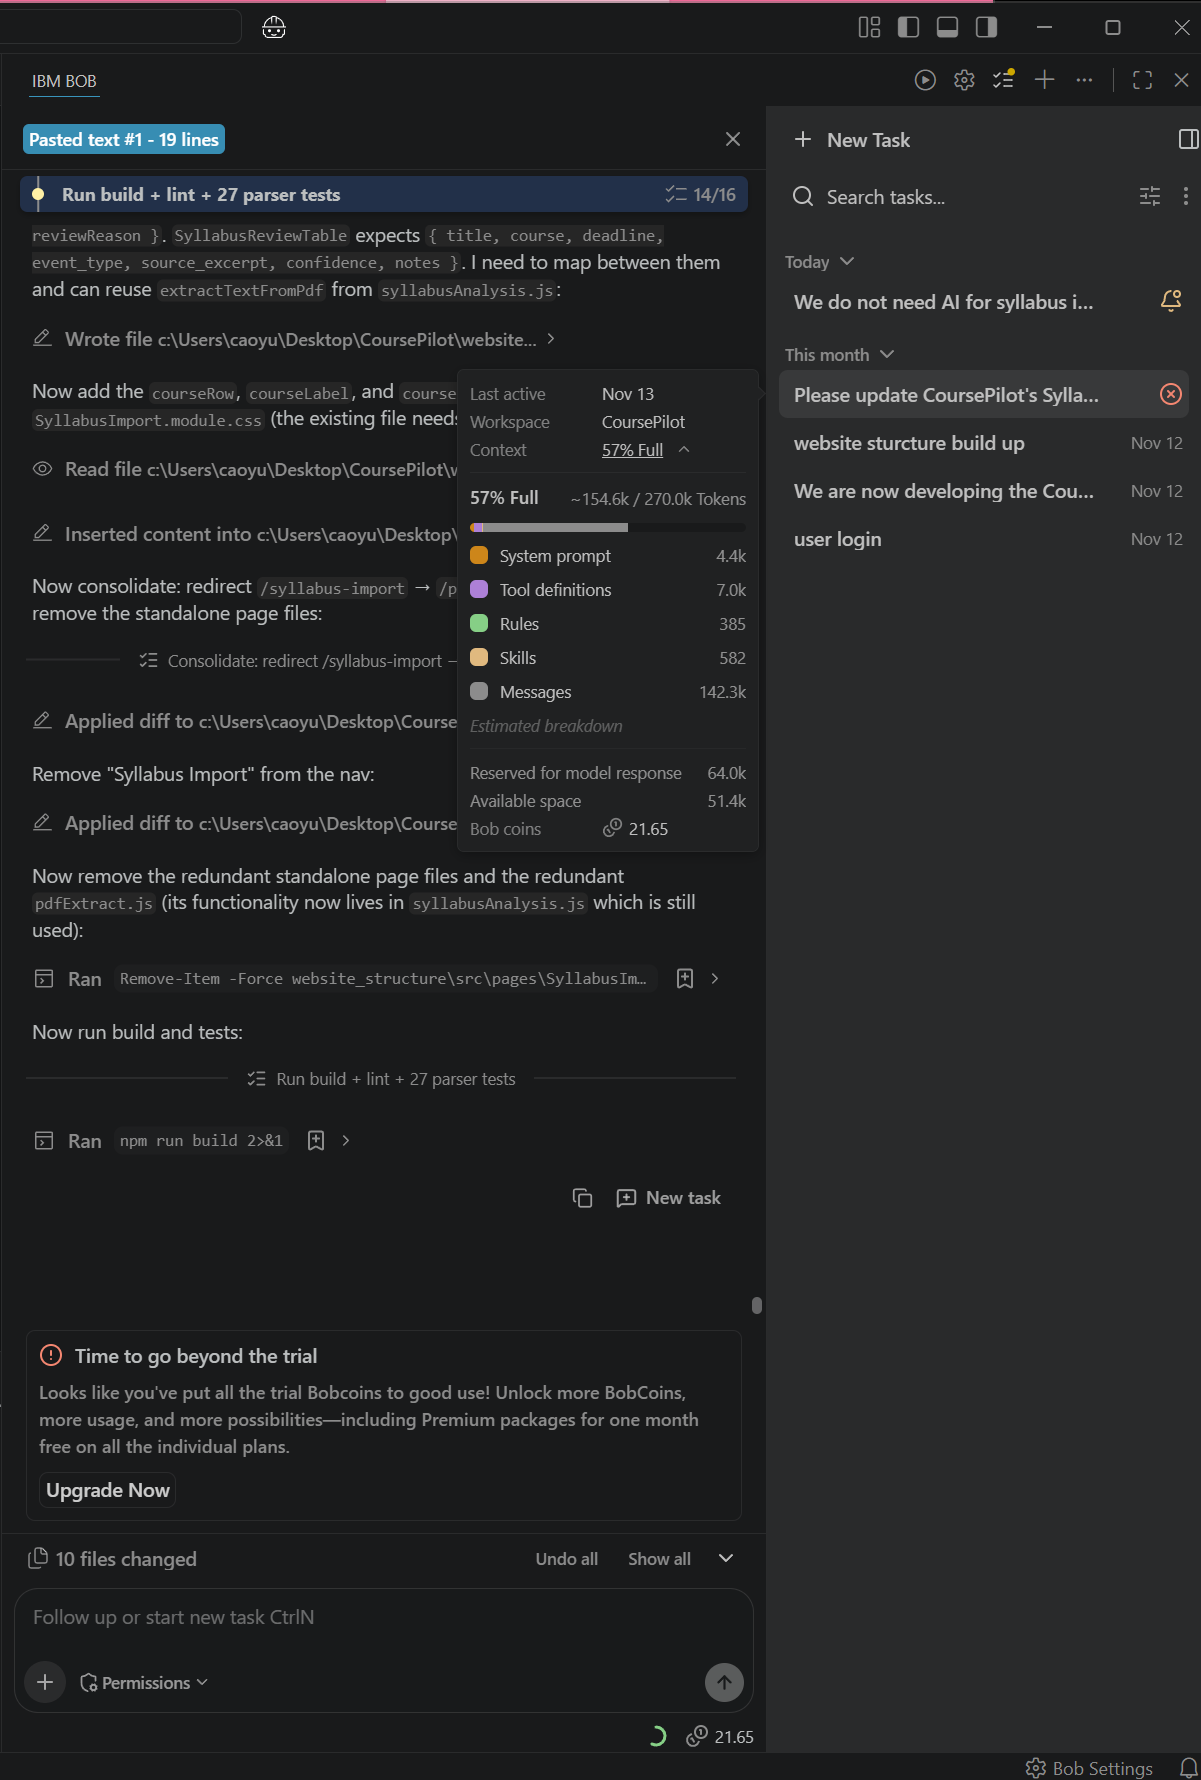 IBM BOB
Pasted text #1 - 19 lines
Run build + lint + 27 parser tests
14/16
reviewReason }. SyllabusReviewTable expects { title, course, deadline,
event_type, source_excerpt, confidence, notes }. I need to map between them
and can reuse extractTextFromPdf from syllabusAnalysis.js:
Wrote file c:\Users\caoyu\Desktop\CoursePilot\website...
Now add the courseRow, courseLabel, and course
SyllabusImport.module.css (the existing file needs
Read file c:\Users\caoyu\Desktop\CoursePilot\w
Inserted content into c:\Users\caoyu\Desktop\
Now consolidate: redirect /syllabus-import → /p
remove the standalone page files:
Consolidate: redirect /syllabus-import –
Applied diff to c:\Users\caoyu\Desktop\Course
Remove "Syllabus Import" from the nav:
Applied diff to c:\Users\caoyu\Desktop\Course
Now remove the redundant standalone page files and the redundant
pdfExtract.js (its functionality now lives in syllabusAnalysis.js which is still
used):
Ran Remove-Item -Force website_structure\src\pages\SyllabusIm…
Now run build and tests:
Run build + lint + 27 parser tests
Ran npm run build 2>&1
New task
Last active Nov 13
Workspace CoursePilot
Context 57% Full
57% Full ~154.6k / 270.0k Tokens
System prompt 4.4k
Tool definitions 7.0k
Rules 385
Skills 582
Messages 142.3k
Estimated breakdown
Reserved for model response 64.0k
Available space 51.4k
Bob coins 21.65
Time to go beyond the trial
Looks like you've put all the trial Bobcoins to good use! Unlock more BobCoins,
more usage, and more possibilities—including Premium packages for one month
free on all the individual plans.
Upgrade Now
10 files changed
Undo all Show all
Follow up or start new task CtrlN
Permissions
21.65
New Task
Search tasks...
Today
We do not need AI for syllabus i...
This month
Please update CoursePilot's Sylla...
website sturcture build up Nov 12
We are now developing the Cou... Nov 12
user login Nov 12
Bob Settings